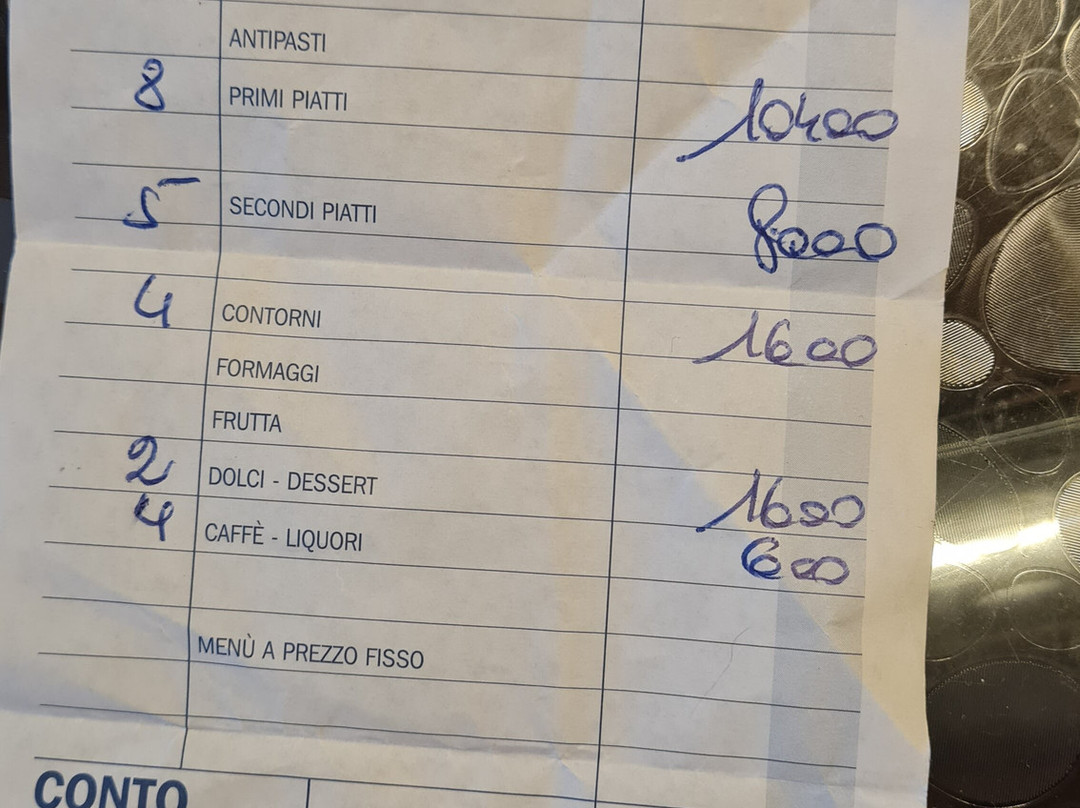 ANTIPASTI
8 PRIMI PIATTI 10400
5 SECONDI PIATTI 8000
4 CONTORNI 1600
FORMAGGI
FRUTTA
2 DOLCI - DESSERT 1600
4 CAFFÈ - LIQUORI 600
MENÙ A PREZZO FISSO
CONTO